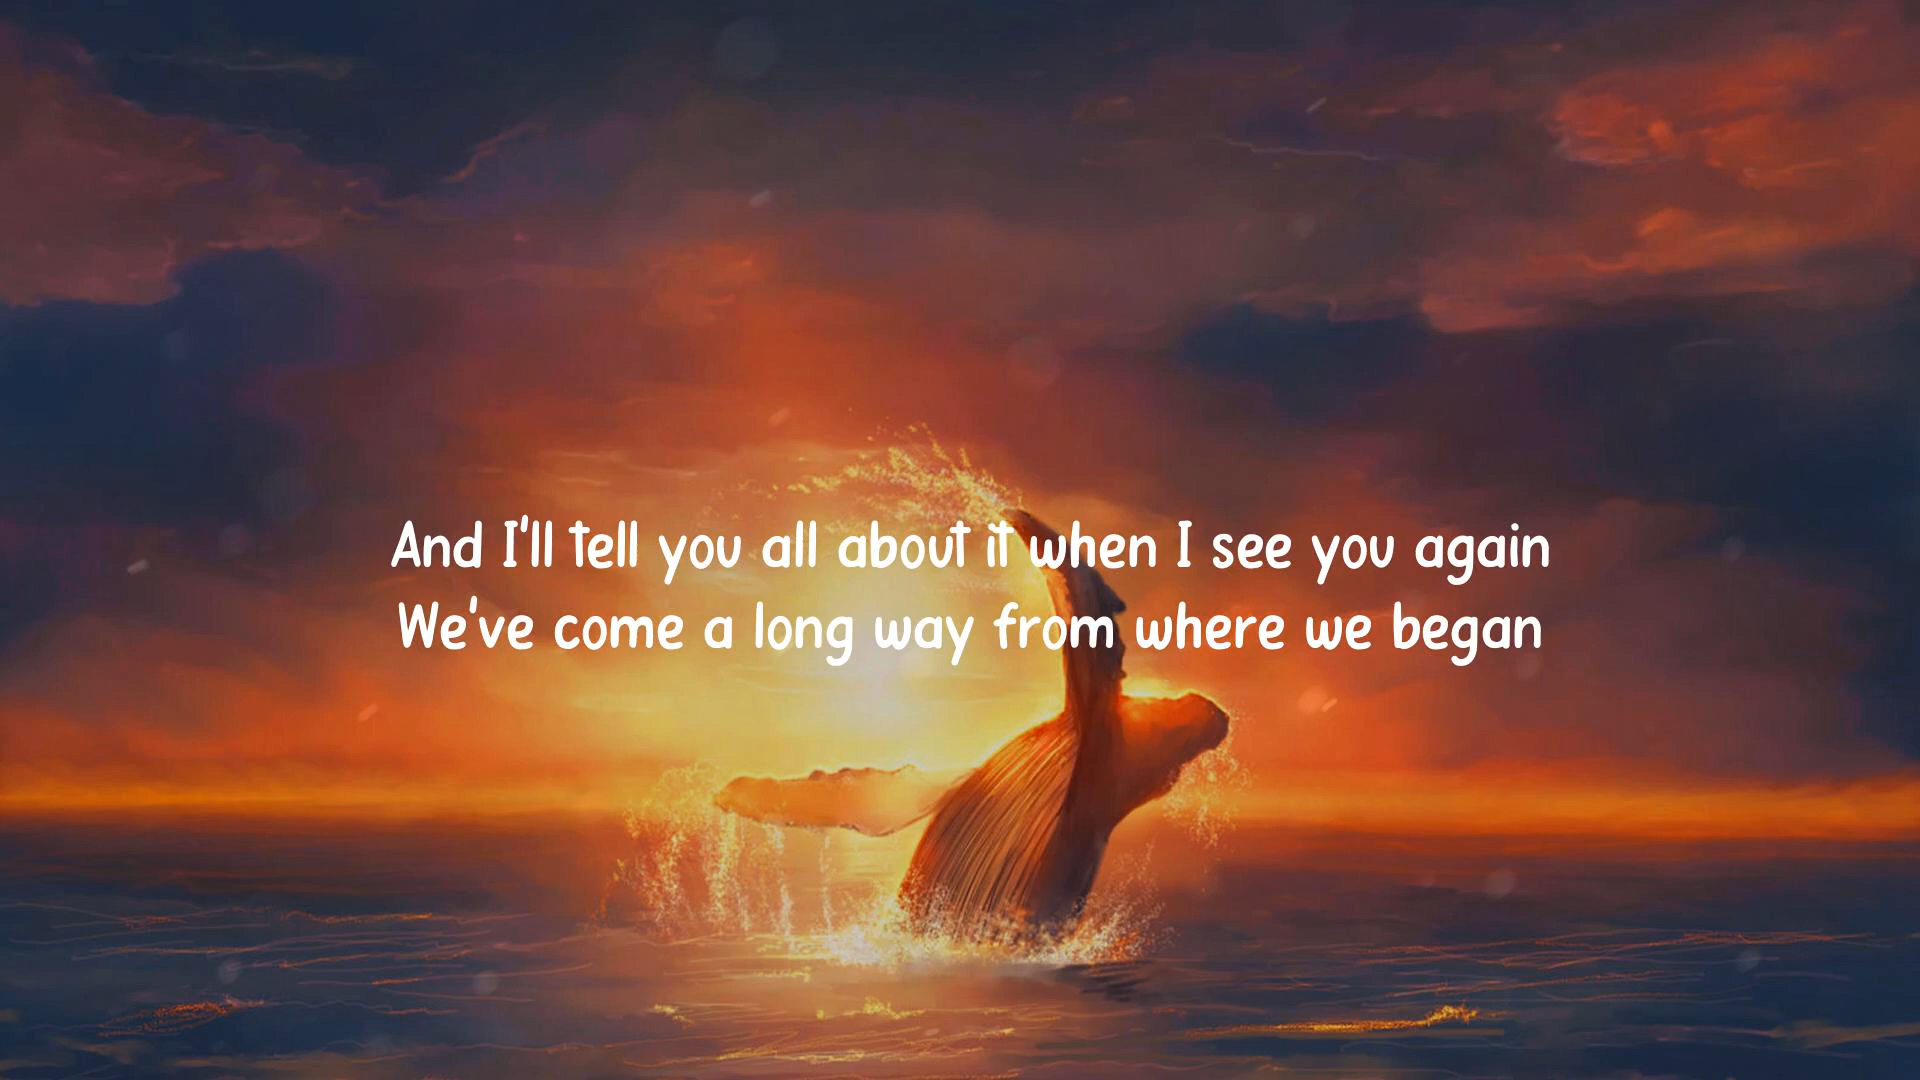 And I'll tell you all about it when I see you again
We've come a long way from where we began